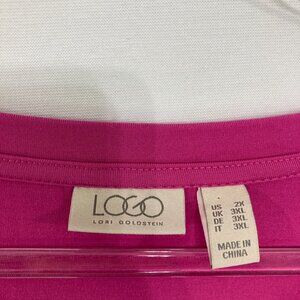 LOGO
LORI GOLDSTEIN
US 2X
UK 3XL
DE 3XL
IT 3XL
MADE IN
CHINA